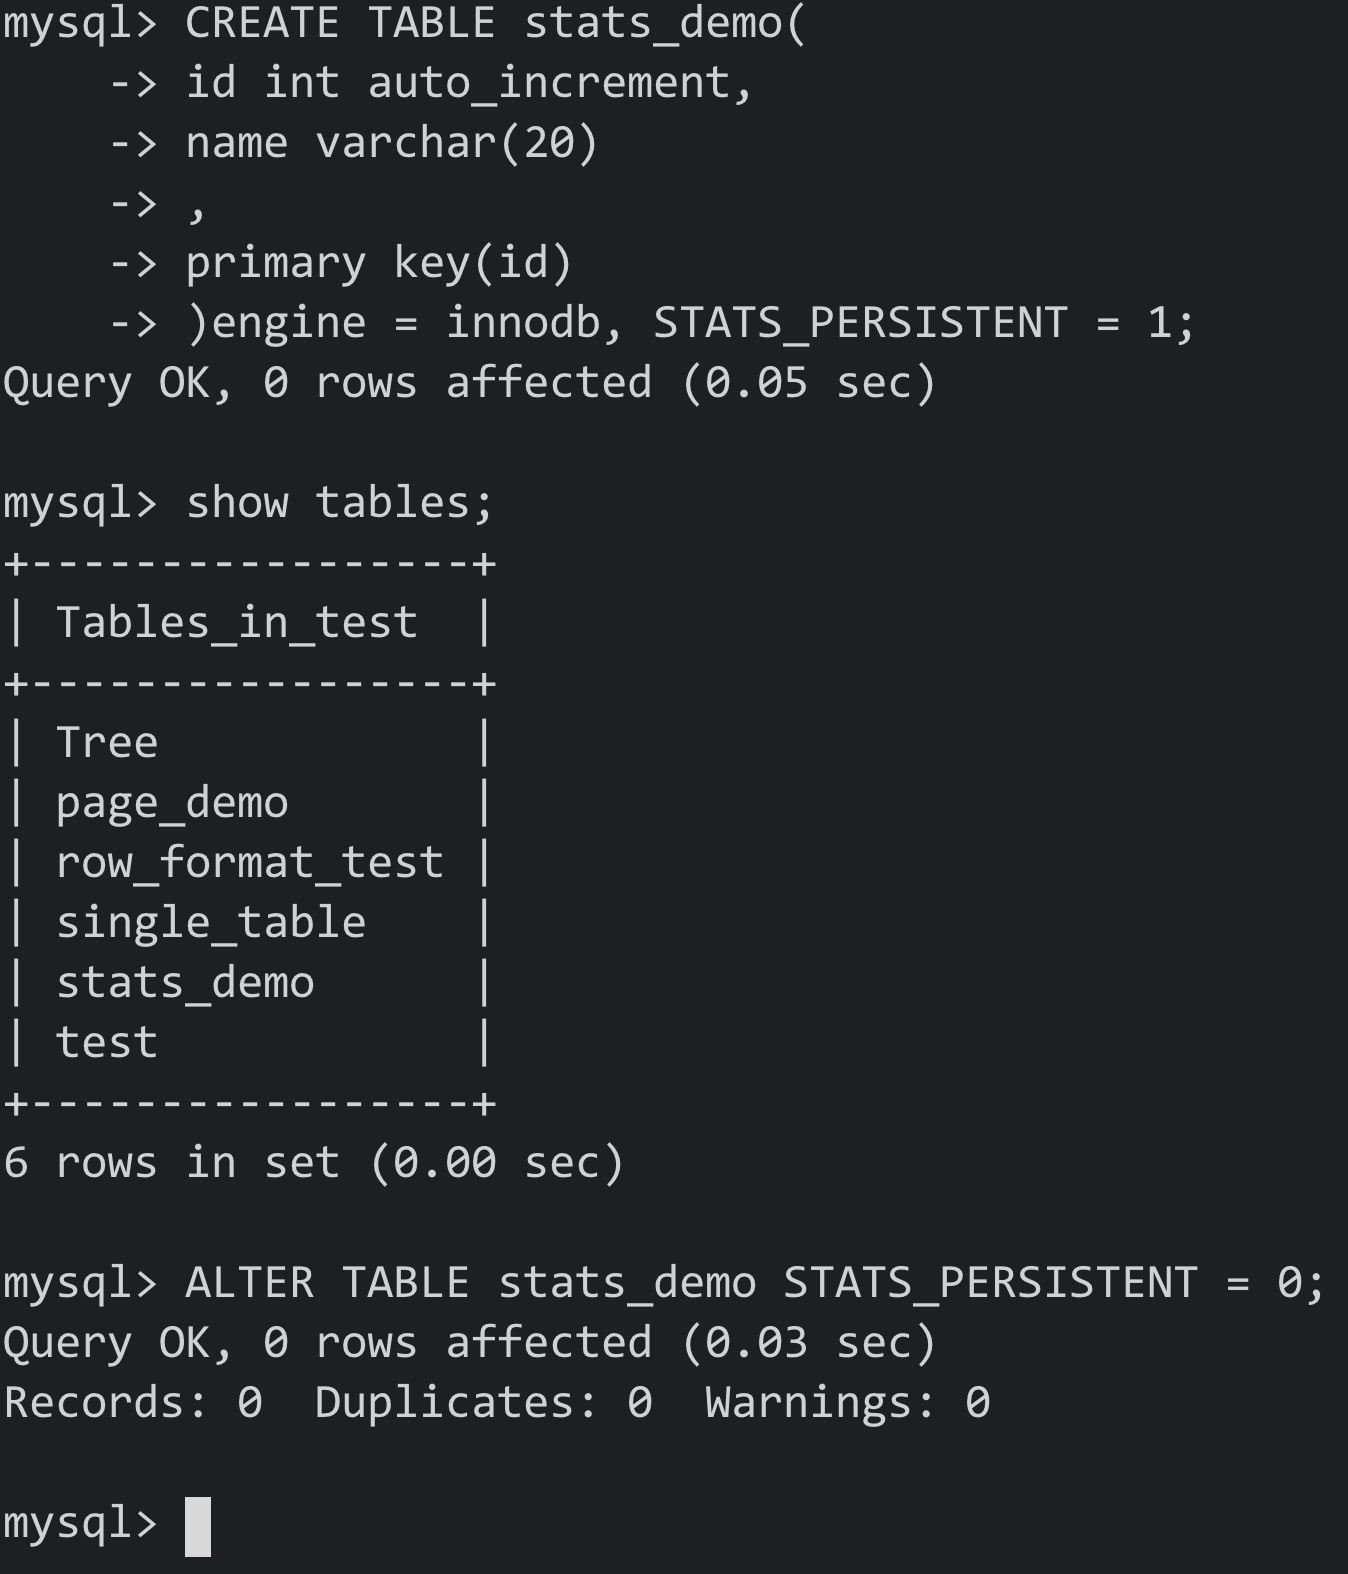 mysql> CREATE TABLE stats_demo(
    -> id int auto_increment,
    -> name varchar(20)
    -> ,
    -> primary key(id)
    -> )engine = innodb, STATS_PERSISTENT = 1;
Query OK, 0 rows affected (0.05 sec)

mysql> show tables;
+-----------------+
| Tables_in_test  |
+-----------------+
| Tree            |
| page_demo       |
| row_format_test |
| single_table    |
| stats_demo      |
| test            |
+-----------------+
6 rows in set (0.00 sec)

mysql> ALTER TABLE stats_demo STATS_PERSISTENT = 0;
Query OK, 0 rows affected (0.03 sec)
Records: 0  Duplicates: 0  Warnings: 0

mysql>